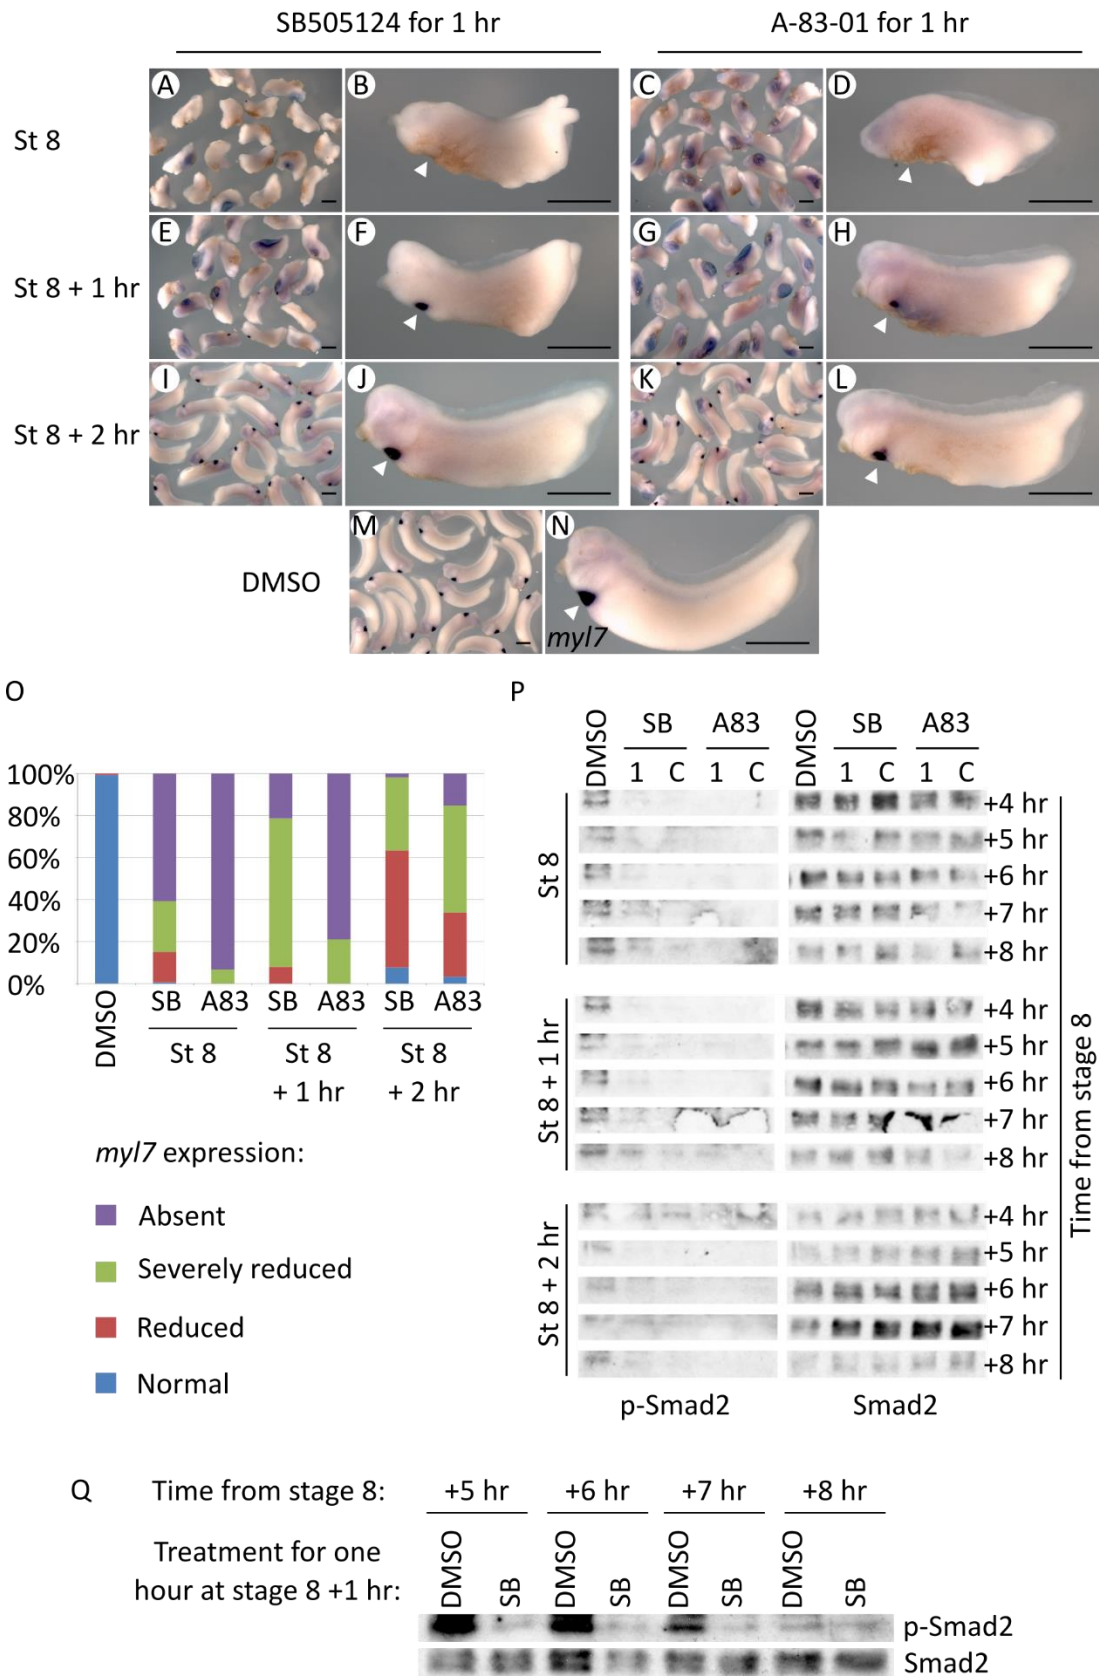 SB505124 for 1 hr
A-83-01 for 1 hr
St 8
A
B
C
D
St 8 + 1 hr
E
F
G
H
St 8 + 2 hr
I
J
K
L
DMSO
M
N
myl7
O
100%
80%
60%
40%
20%
0%
DMSO
SB A83 SB A83 SB A83
St 8
St 8 + 1 hr
St 8 + 2 hr
myl7 expression:
Absent
Severely reduced
Reduced
Normal
P
DMSO SB A83 DMSO SB A83
1 C 1 C 1 C 1 C
St 8
+4 hr
+5 hr
+6 hr
+7 hr
+8 hr
St 8 + 1 hr
+4 hr
+5 hr
+6 hr
+7 hr
+8 hr
St 8 + 2 hr
+4 hr
+5 hr
+6 hr
+7 hr
+8 hr
Time from stage 8
p-Smad2 Smad2
Q
Time from stage 8: +5 hr +6 hr +7 hr +8 hr
Treatment for one
hour at stage 8 +1 hr: DMSO SB DMSO SB DMSO SB DMSO SB
p-Smad2
Smad2